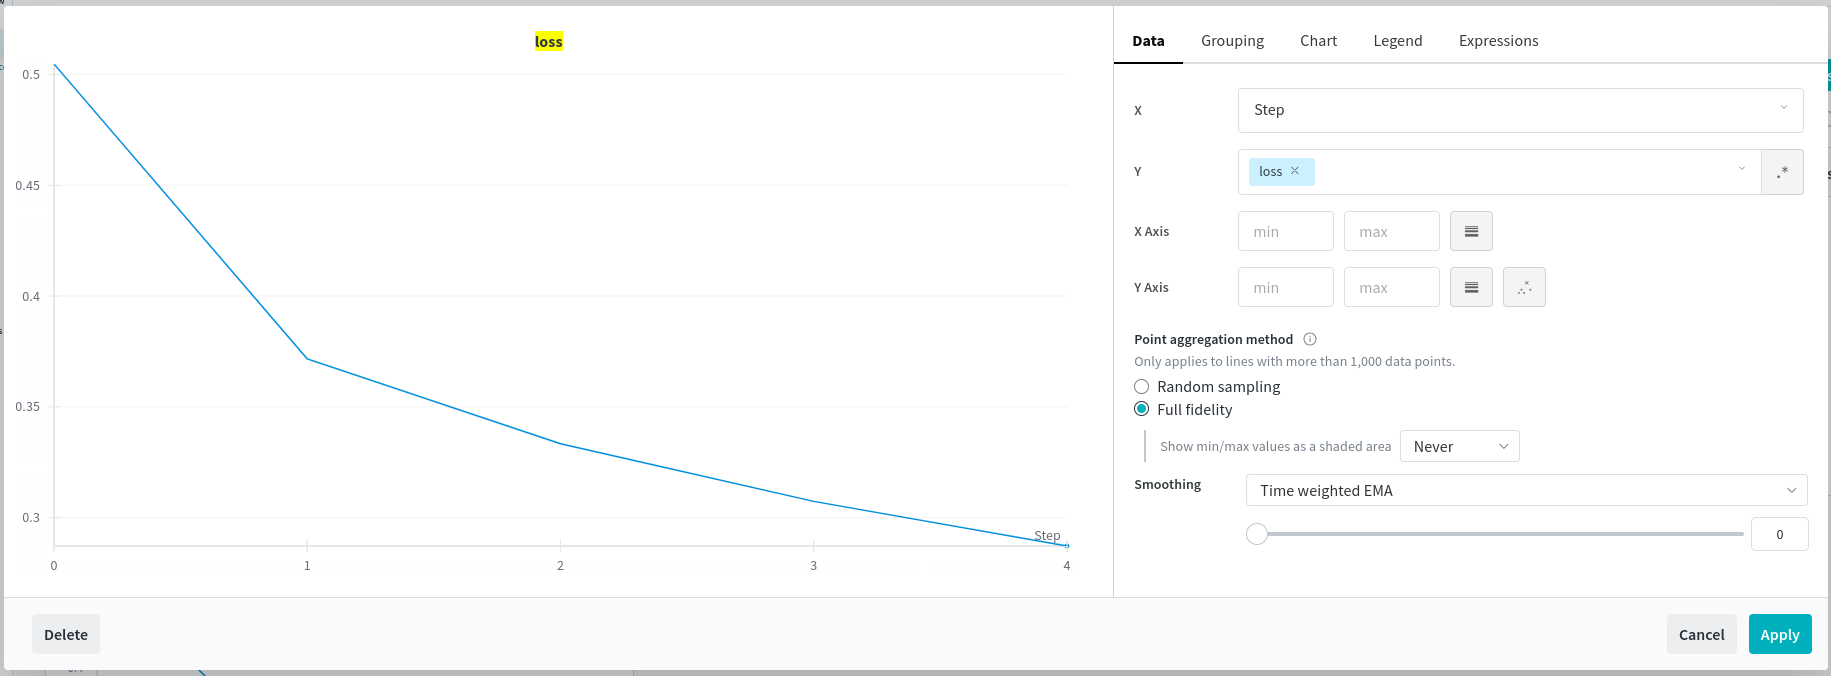 loss
0.5
0.45
0.4
0.35
0.3
Step
0 1 2 3 4
Data Grouping Chart Legend Expressions
X Step
Y loss × .*
X Axis min max
Y Axis min max
Point aggregation method
Only applies to lines with more than 1,000 data points.
Random sampling
Full fidelity
Show min/max values as a shaded area Never
Smoothing Time weighted EMA
0
Delete Cancel Apply